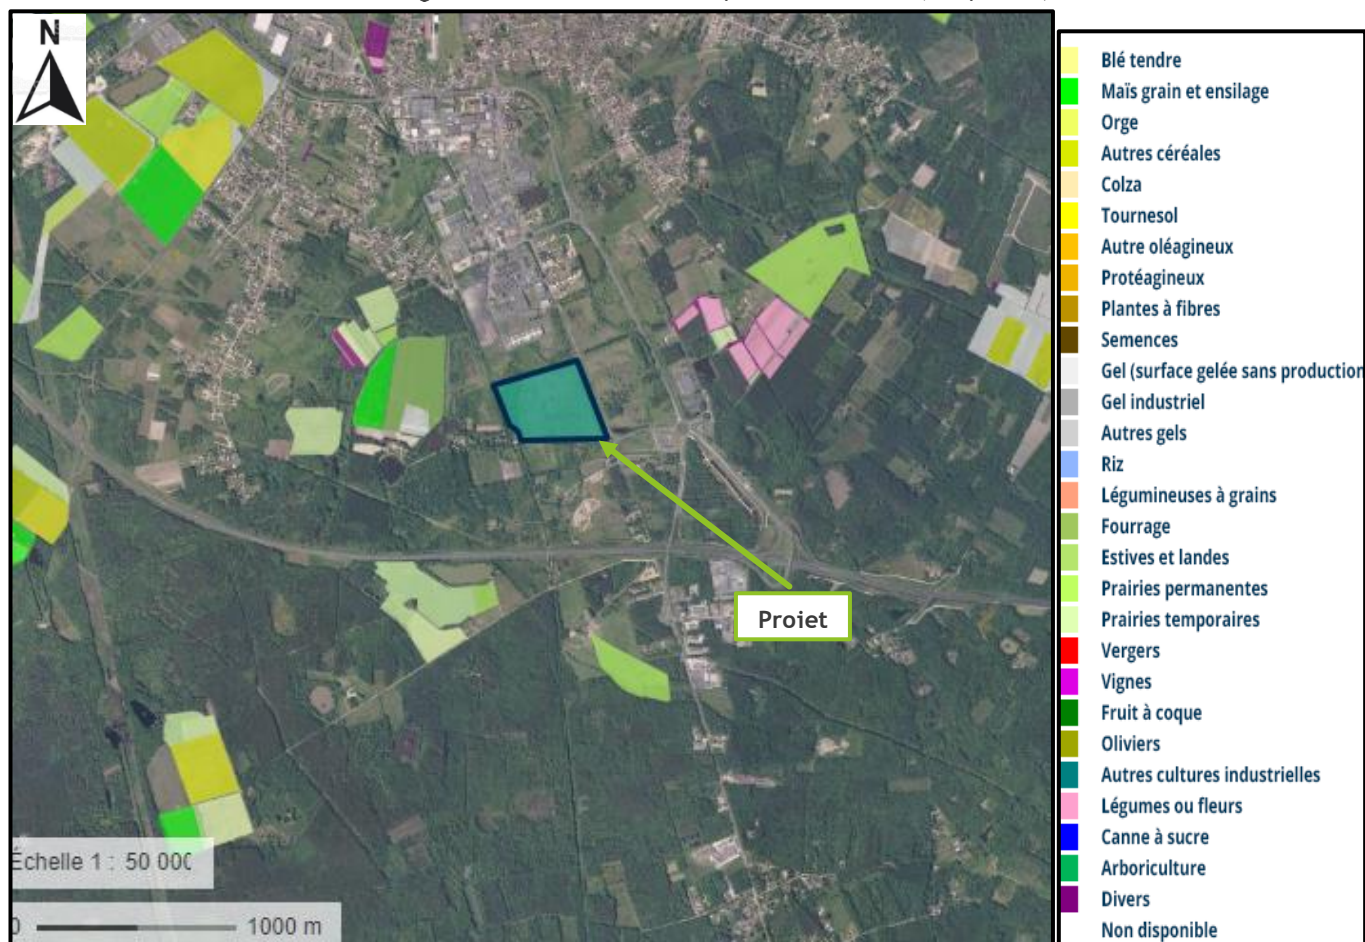 N
Blé tendre
Maïs grain et ensilage
Orge
Autres céréales
Colza
Tournesol
Autre oléagineux
Protéagineux
Plantes à fibres
Semences
Gel (surface gelée sans production
Gel industriel
Autres gels
Riz
Légumineuses à grains
Fourrage
Estives et landes
Prairies permanentes
Prairies temporaires
Vergers
Vignes
Fruit à coque
Oliviers
Autres cultures industrielles
Légumes ou fleurs
Canne à sucre
Arboriculture
Divers
Non disponible
Projet
Échelle 1 : 50 000
0 1000 m